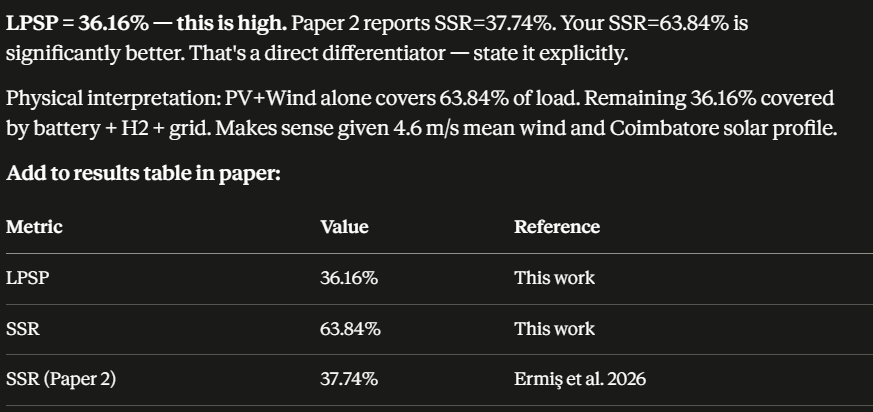 LPSP = 36.16% — this is high. Paper 2 reports SSR=37.74%. Your SSR=63.84% is
significantly better. That's a direct differentiator — state it explicitly.
Physical interpretation: PV+Wind alone covers 63.84% of load. Remaining 36.16% covered
by battery + H2 + grid. Makes sense given 4.6 m/s mean wind and Coimbatore solar profile.
Add to results table in paper:
Metric Value Reference
LPSP 36.16% This work
SSR 63.84% This work
SSR (Paper 2) 37.74% Ermiş et al. 2026